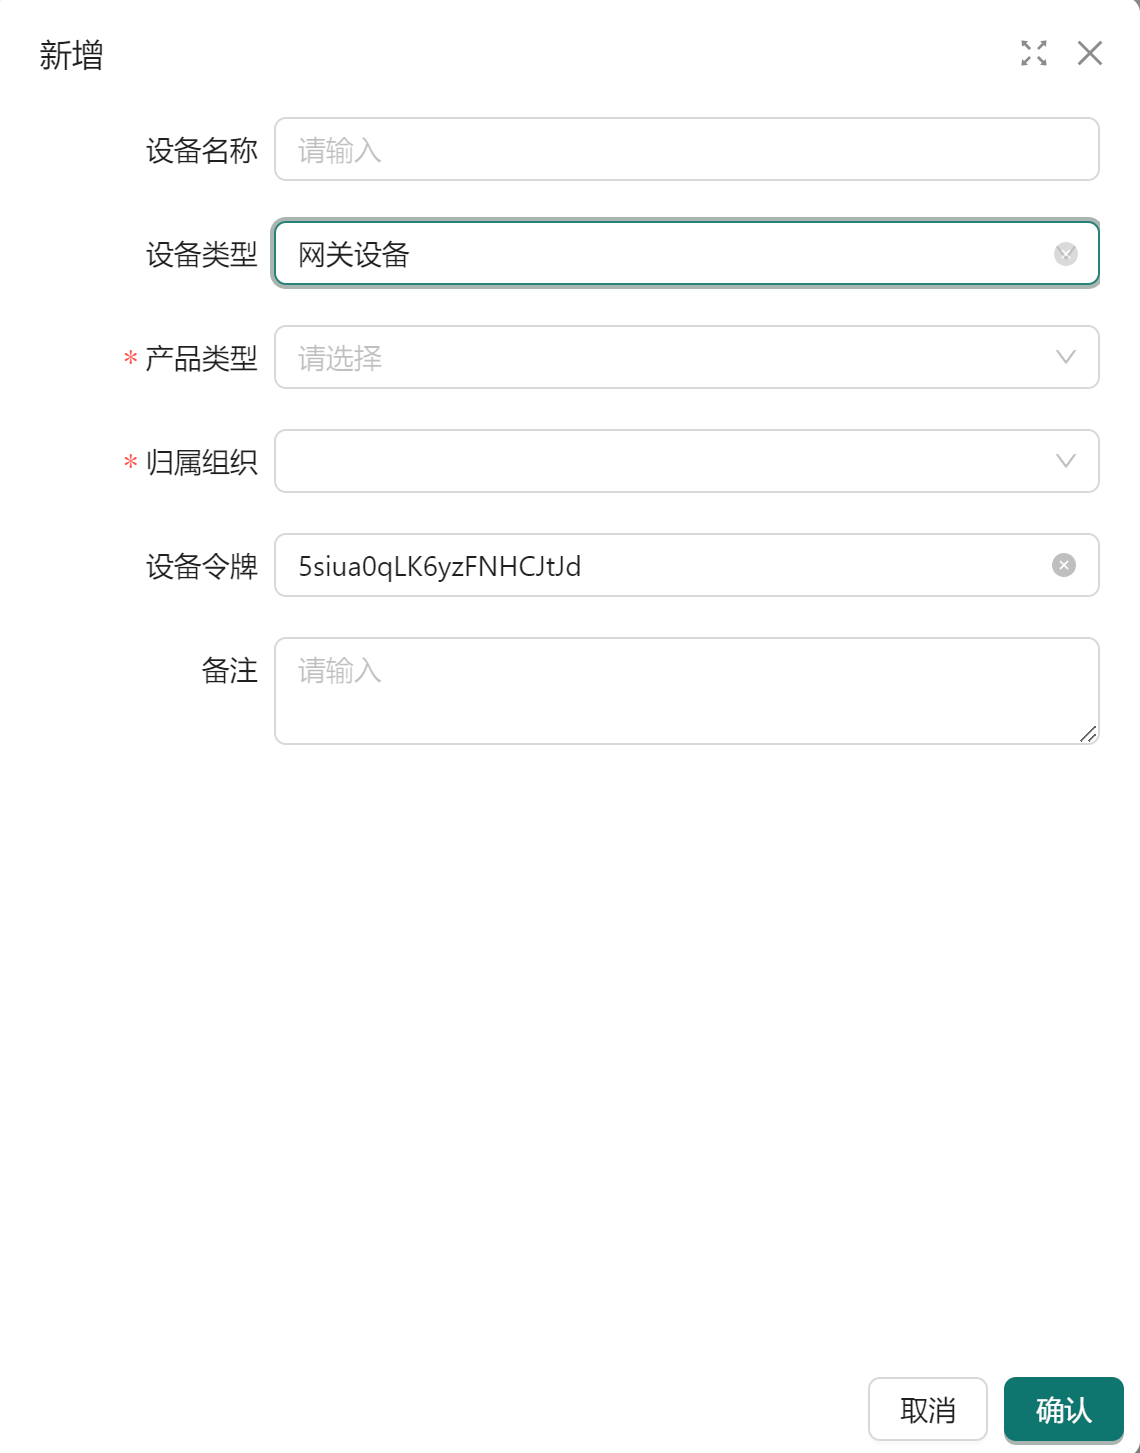 新增
设备名称 请输入
设备类型 网关设备
* 产品类型 请选择
* 归属组织
设备令牌 5siua0qLK6yzFNHCJtJd
备注 请输入
取消 确认